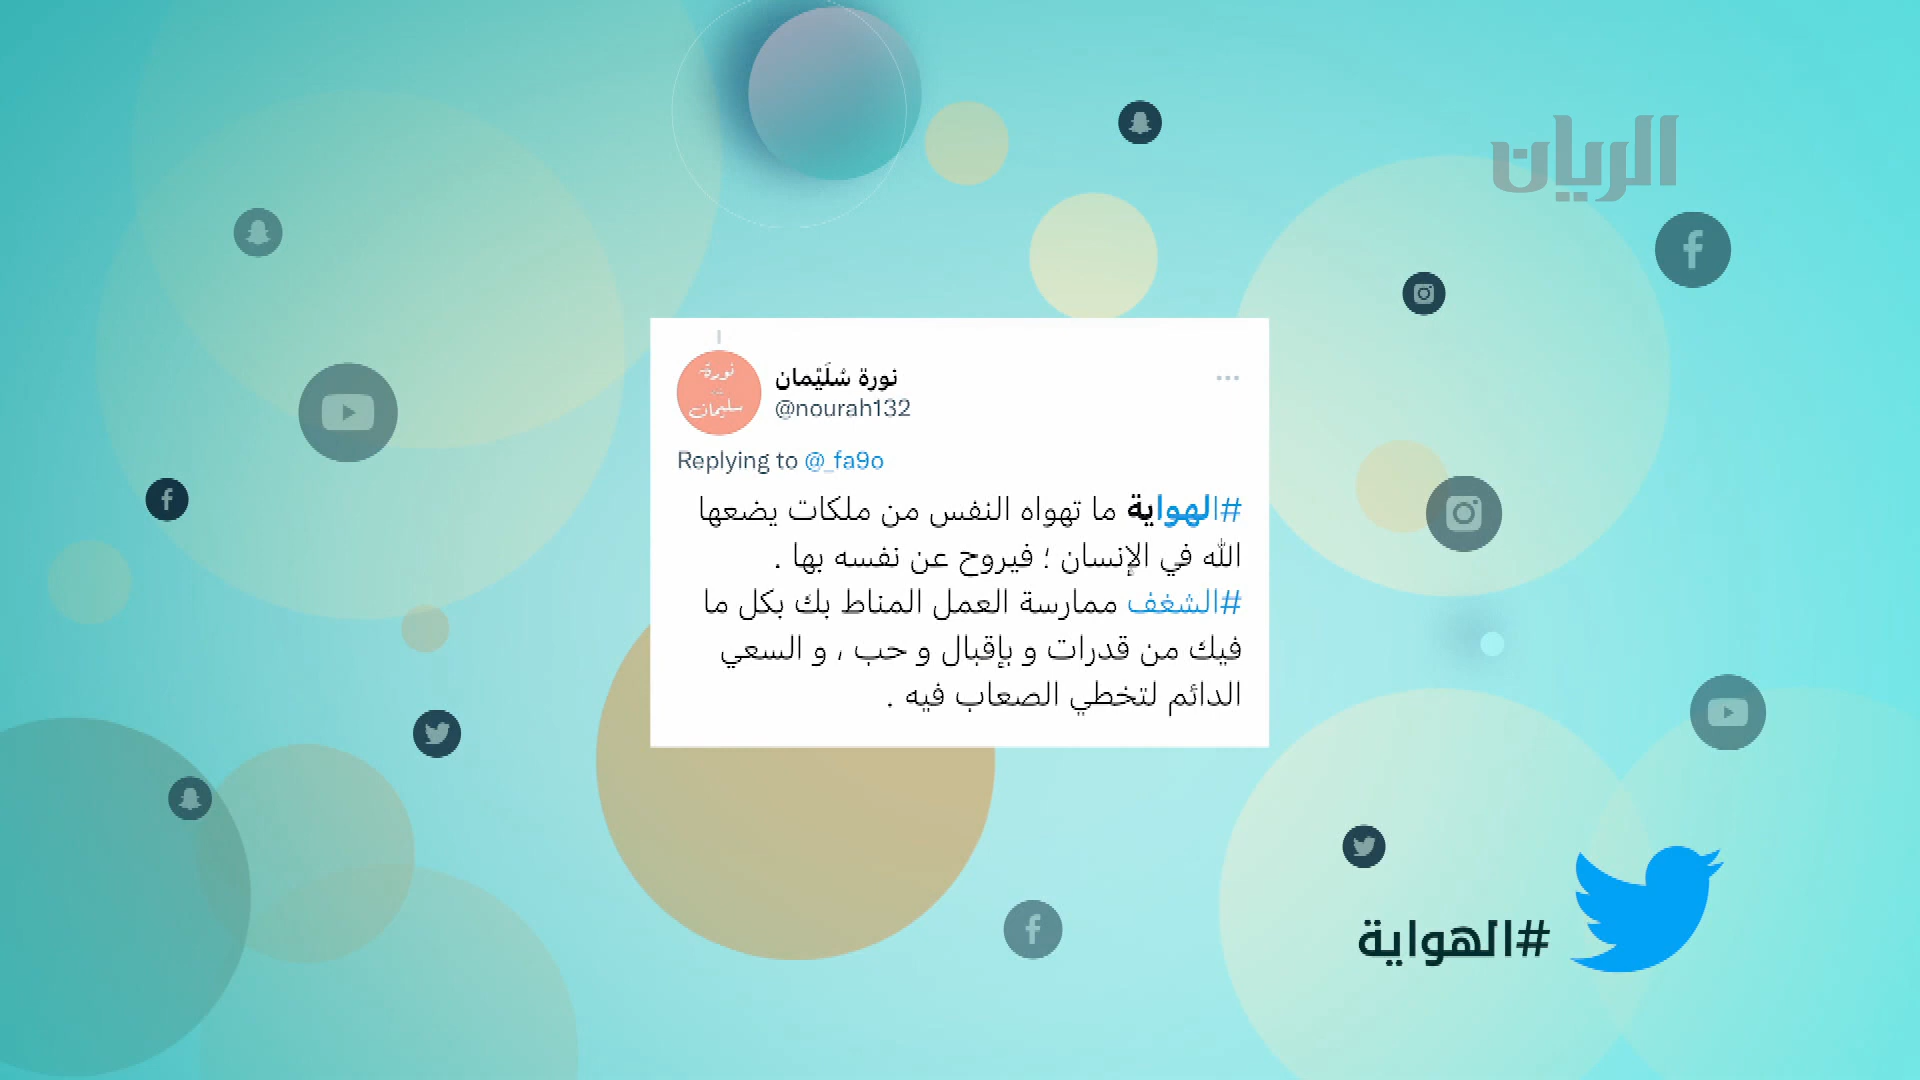 الريان
نورة سليمان
نورة سُلَيْمان
@nourah132
Replying to @_fa9o
#الهواية ما تهواه النفس من ملكات يضعها
الله في الإنسان ؛ فيروح عن نفسه بها .
#الشغف ممارسة العمل المناط بك بكل ما
فيك من قدرات و بإقبال و حب ، و السعي
الدائم لتخطي الصعاب فيه .
#الهواية